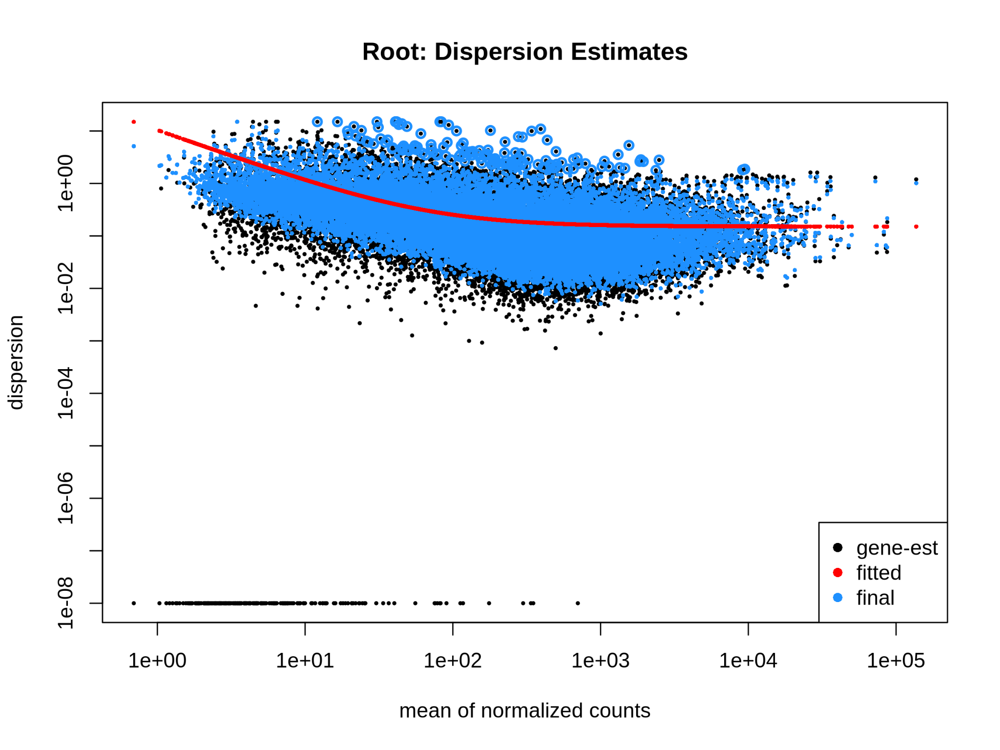 Root: Dispersion Estimates
dispersion
1e+00
1e-02
1e-04
1e-06
1e-08
gene-est
fitted
final
1e+00 1e+01 1e+02 1e+03 1e+04 1e+05
mean of normalized counts